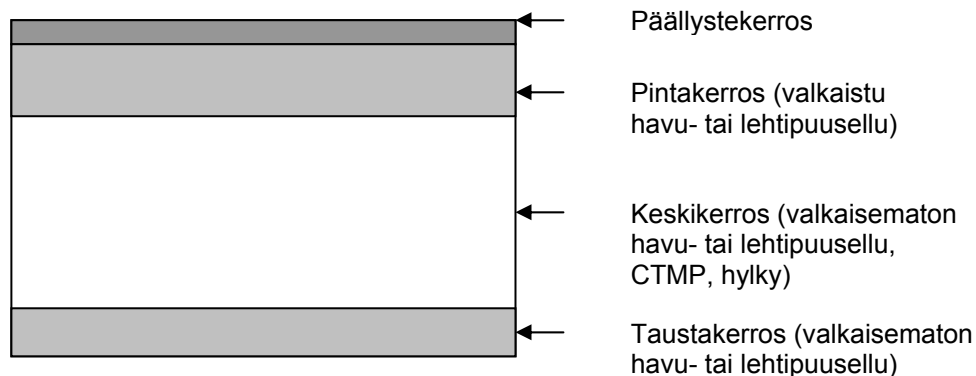 Päällystekerros
Pintakerros (valkaistu
havu- tai lehtipuusellu)
Keskikerros (valkaisematon
havu- tai lehtipuusellu,
CTMP, hylky)
Taustakerros (valkaisematon
havu- tai lehtipuusellu)